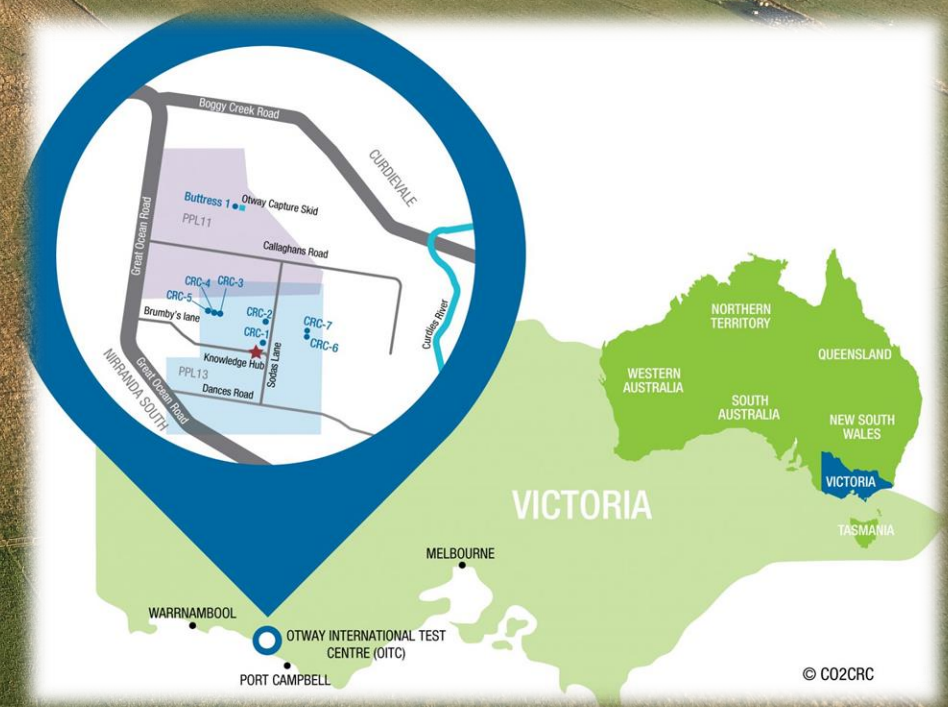 Boggy Creek Road
CURDIEVALE
Great Ocean Road
Buttress 1
Otway Capture Skid
PPL11
Callaghans Road
CRC-4
CRC-3
CRC-5
Brumby's lane
CRC-2
CRC-7
CRC-1
CRC-6
Knowledge Hub
Sodas Lane
PPL13
Dances Road
Great Ocean Road
NIRRANDA SOUTH
Curdies River
NORTHERN
TERRITORY
QUEENSLAND
WESTERN
AUSTRALIA
SOUTH
AUSTRALIA
NEW SOUTH
WALES
VICTORIA
TASMANIA
VICTORIA
MELBOURNE
WARRNAMBOOL
OTWAY INTERNATIONAL TEST
CENTRE (OITC)
PORT CAMPBELL
© CO2CRC